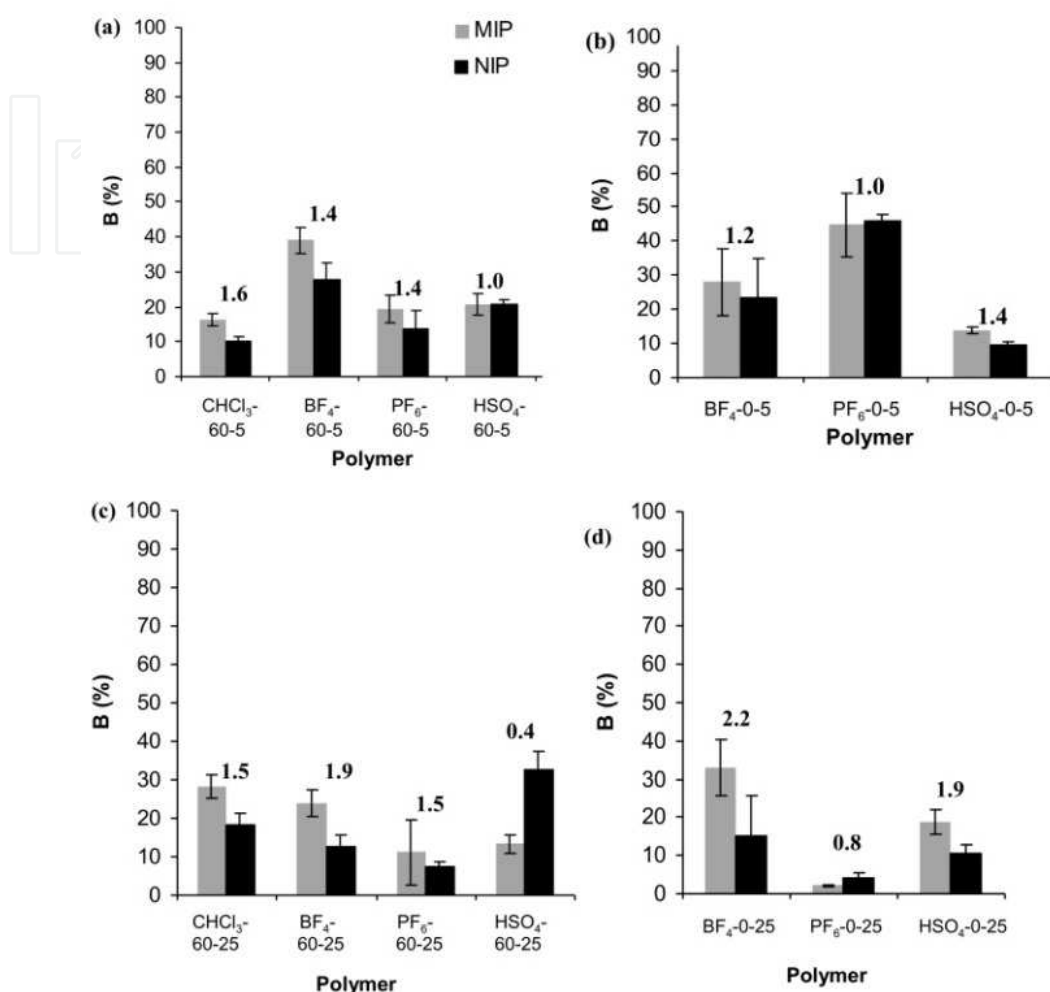 (a)
100
90
80
70
60
50
40
30
20
10
0
B (%)
MIP
NIP
1.6
1.4
1.4
1.0
CHCl₃-
60-5
BF₄-
60-5
PF₆-
60-5
HSO₄-
60-5
Polymer
(b)
100
90
80
70
60
50
40
30
20
10
0
B (%)
1.2
1.0
1.4
BF₄-0-5
PF₆-0-5
HSO₄-0-5
Polymer
(c)
100
90
80
70
60
50
40
30
20
10
0
B (%)
1.5
1.9
1.5
0.4
CHCl₃-
60-25
BF₄-
60-25
PF₆-
60-25
HSO₄-
60-25
Polymer
(d)
100
90
80
70
60
50
40
30
20
10
0
B (%)
2.2
0.8
1.9
BF₄-0-25
PF₆-0-25
HSO₄-0-25
Polymer